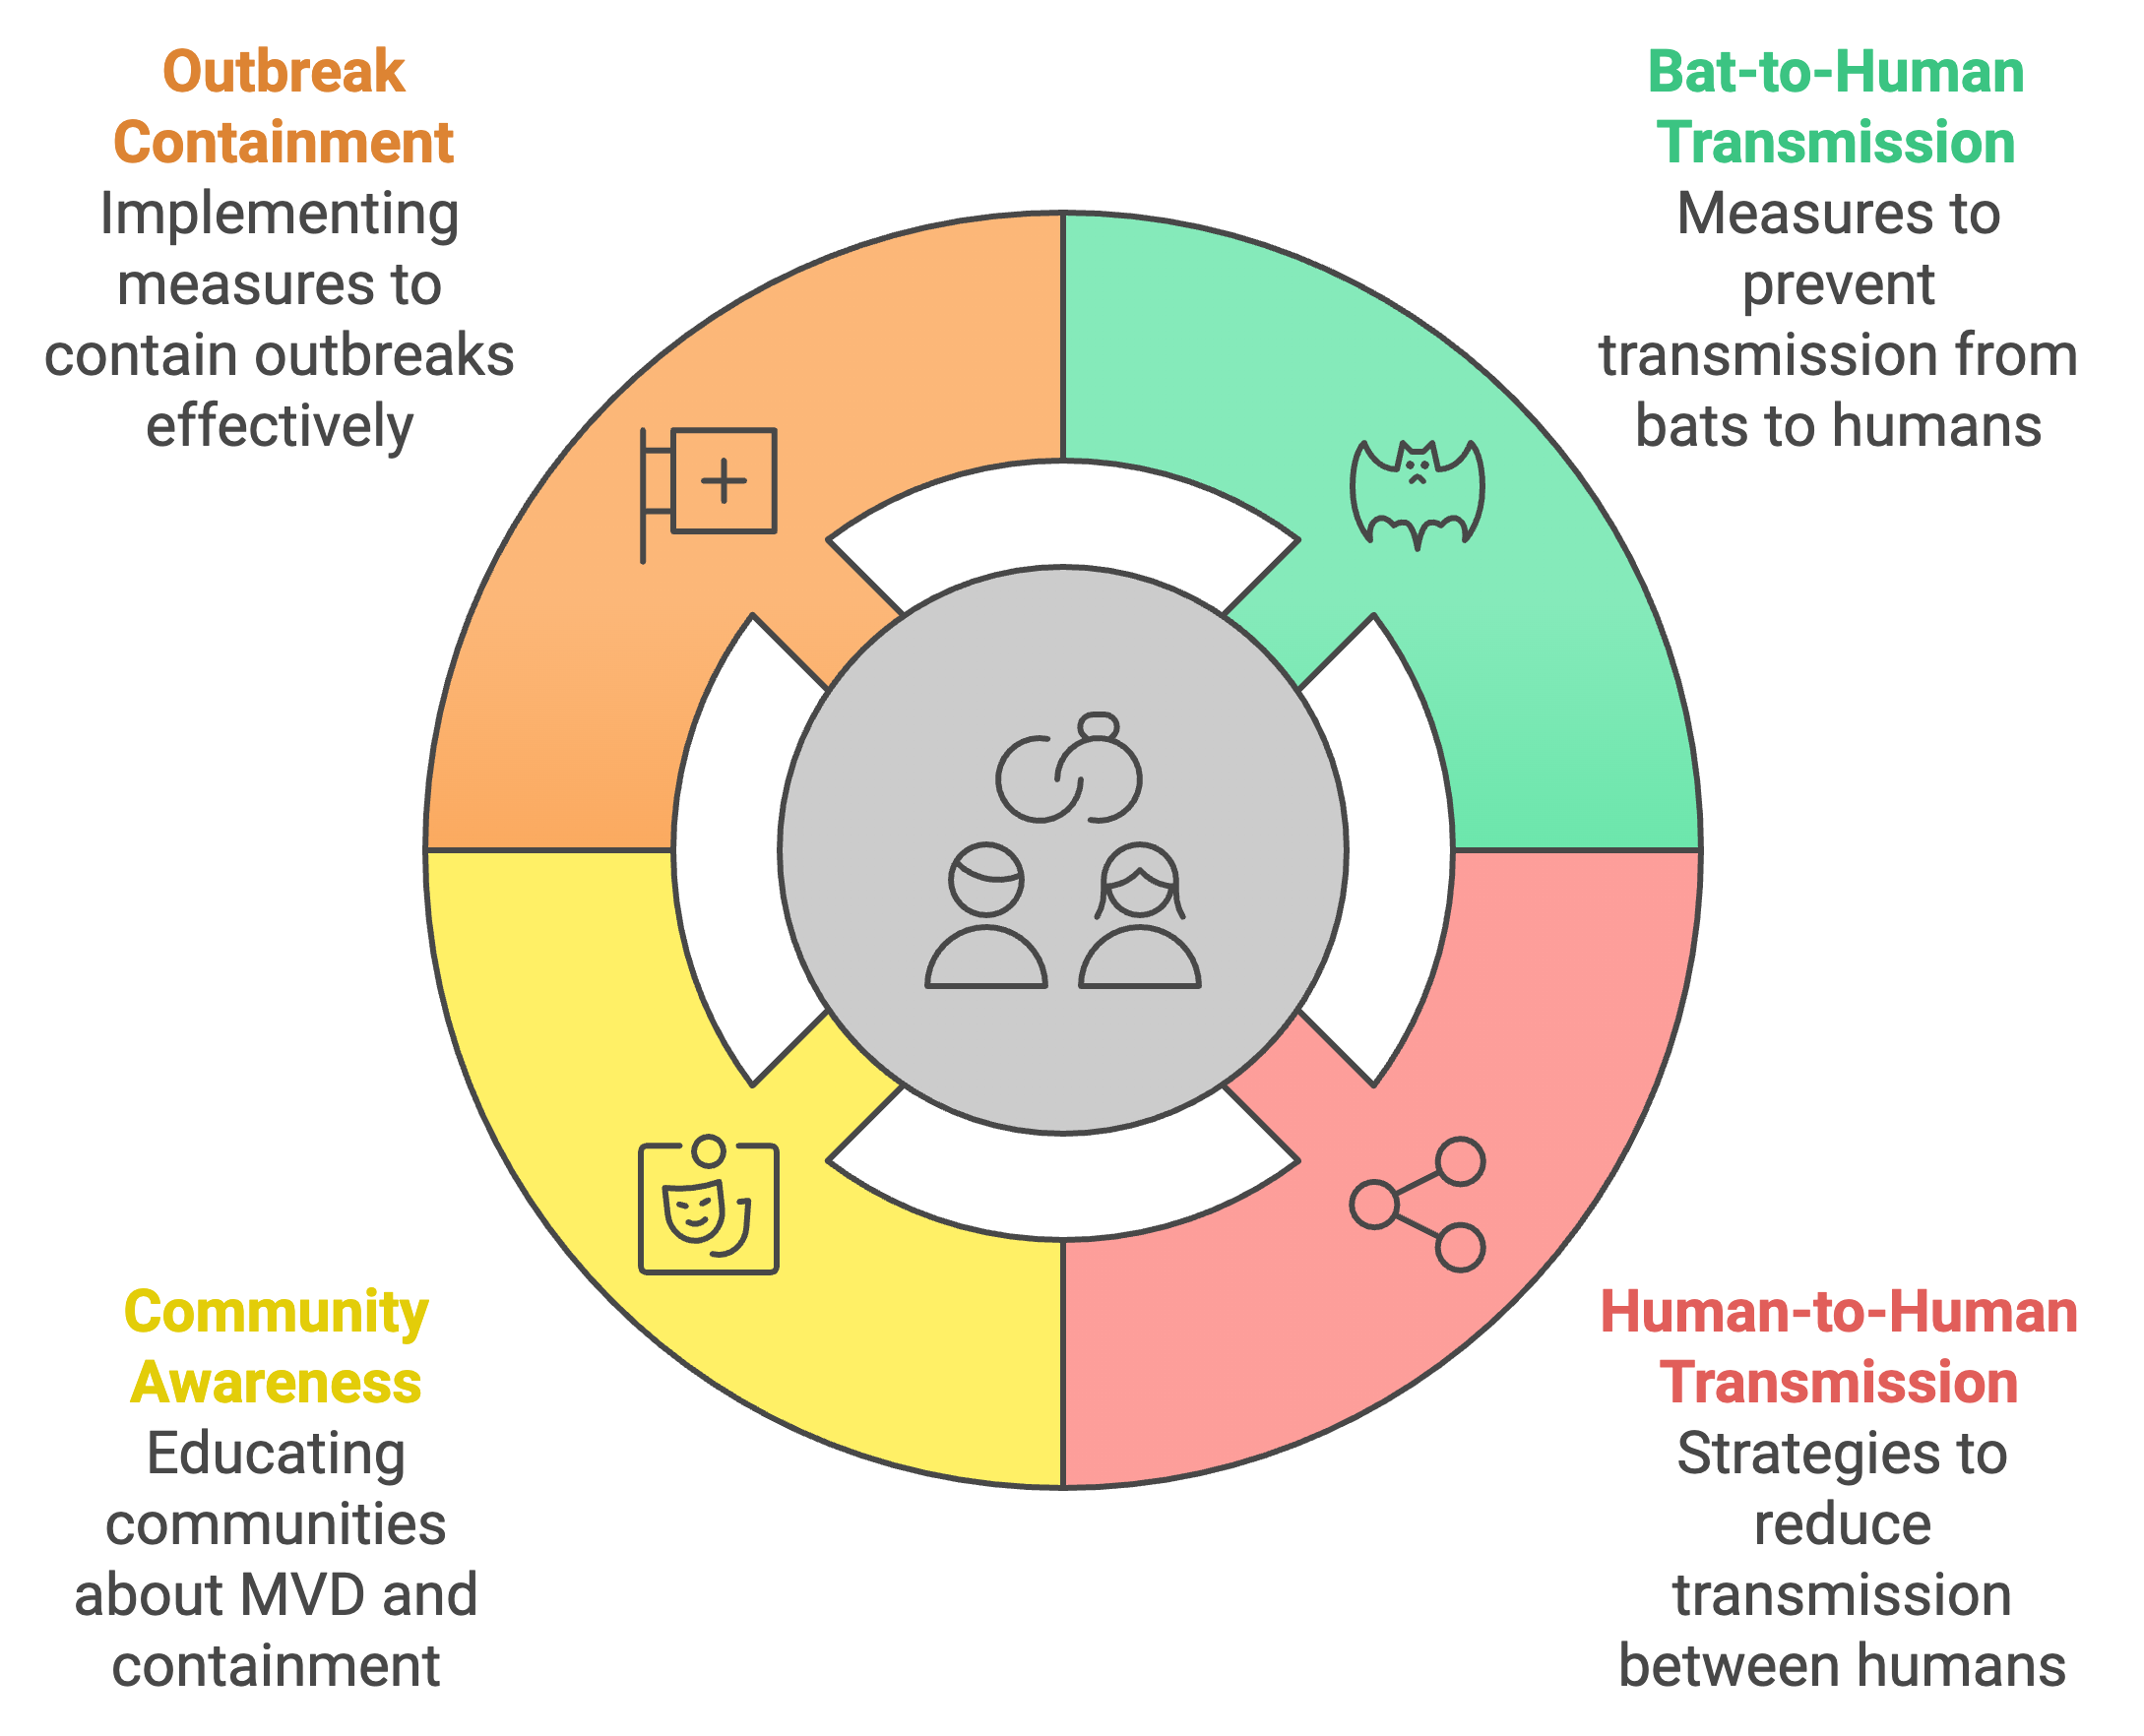 Outbreak
Containment
Implementing
measures to
contain outbreaks
effectively
Bat-to-Human
Transmission
Measures to
prevent
transmission from
bats to humans
Community
Awareness
Educating
communities
about MVD and
containment
Human-to-Human
Transmission
Strategies to
reduce
transmission
between humans